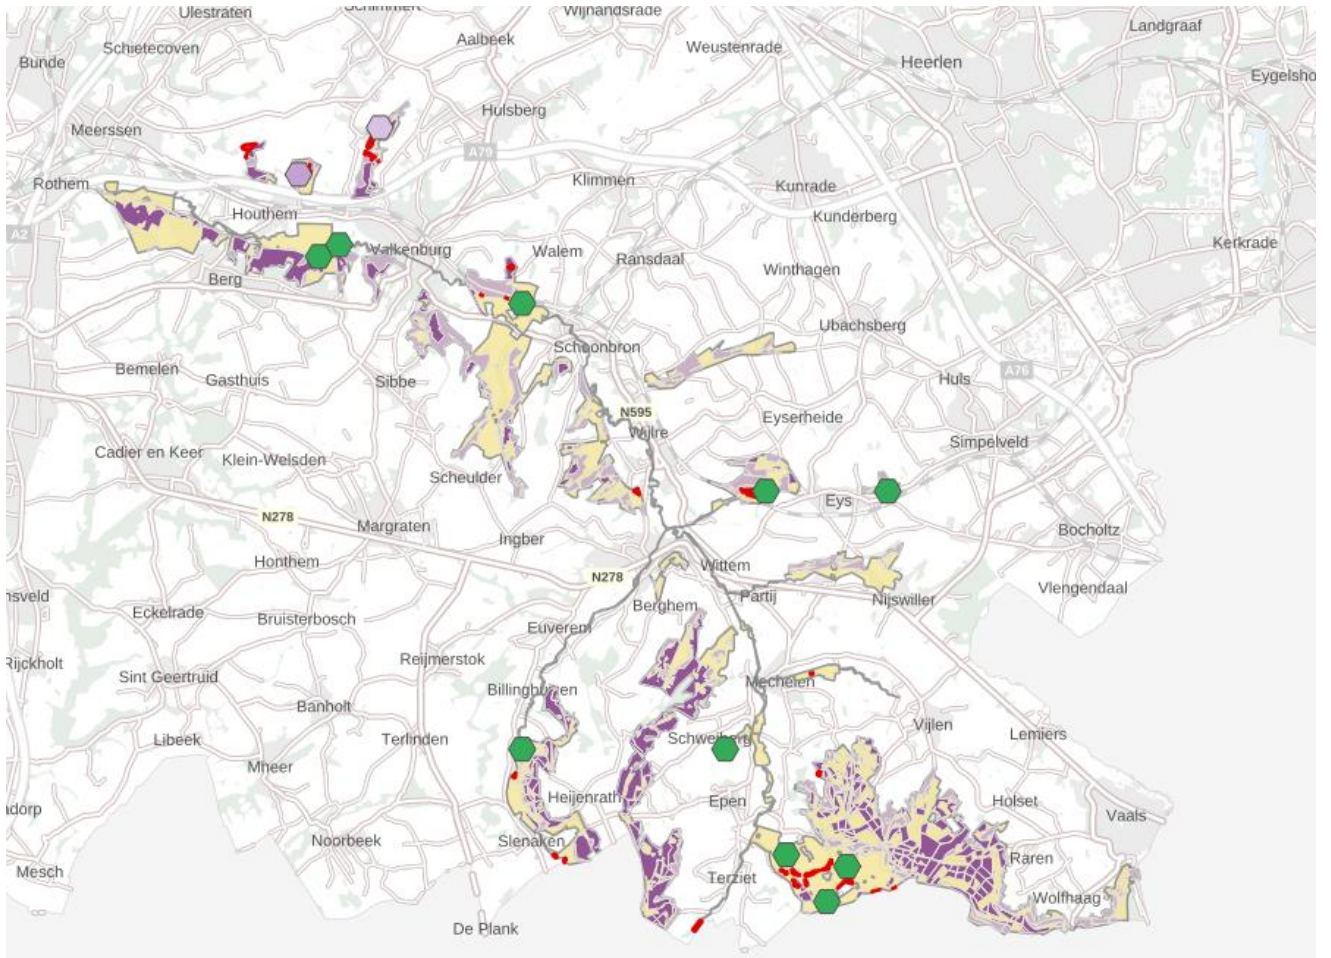 Ulestraten
Schimmert
Wijnandsrade
Landgraaf
Schietecoven
Aalbeek
Weustenrade
Bunde
Heerlen
Eygelsho
Hulsberg
Meerssen
A79
Klimmen
Rothem
Kunrade
Houthem
Kunderberg
A2
Valkenburg
Walem
Ransdaal
Kerkrade
Berg
Winthagen
Ubachsberg
Schoonbron
Bemelen
Gasthuis
Sibbe
A76
Huls
N595
Eyserheide
Wijlre
Simpelveld
Cadier en Keer
Klein-Welsden
Scheulder
Eys
N278
Margraten
Bocholtz
Ingber
Honthem
Wittem
N278
nsveld
Vlengendaal
Partij
Nijswiller
Berghem
Eckelrade
Bruisterbosch
Euverem
Rijckholt
Reijmerstok
Sint Geertruid
Mechelen
Billinghuizen
Banholt
Vijlen
Libeek
Terlinden
Schweiberg
Lemiers
Mheer
Heijenrath
Epen
Holset
adorp
Vaals
Noorbeek
Slenaken
Raren
Mesch
Terziet
Wolfhaag
De Plank